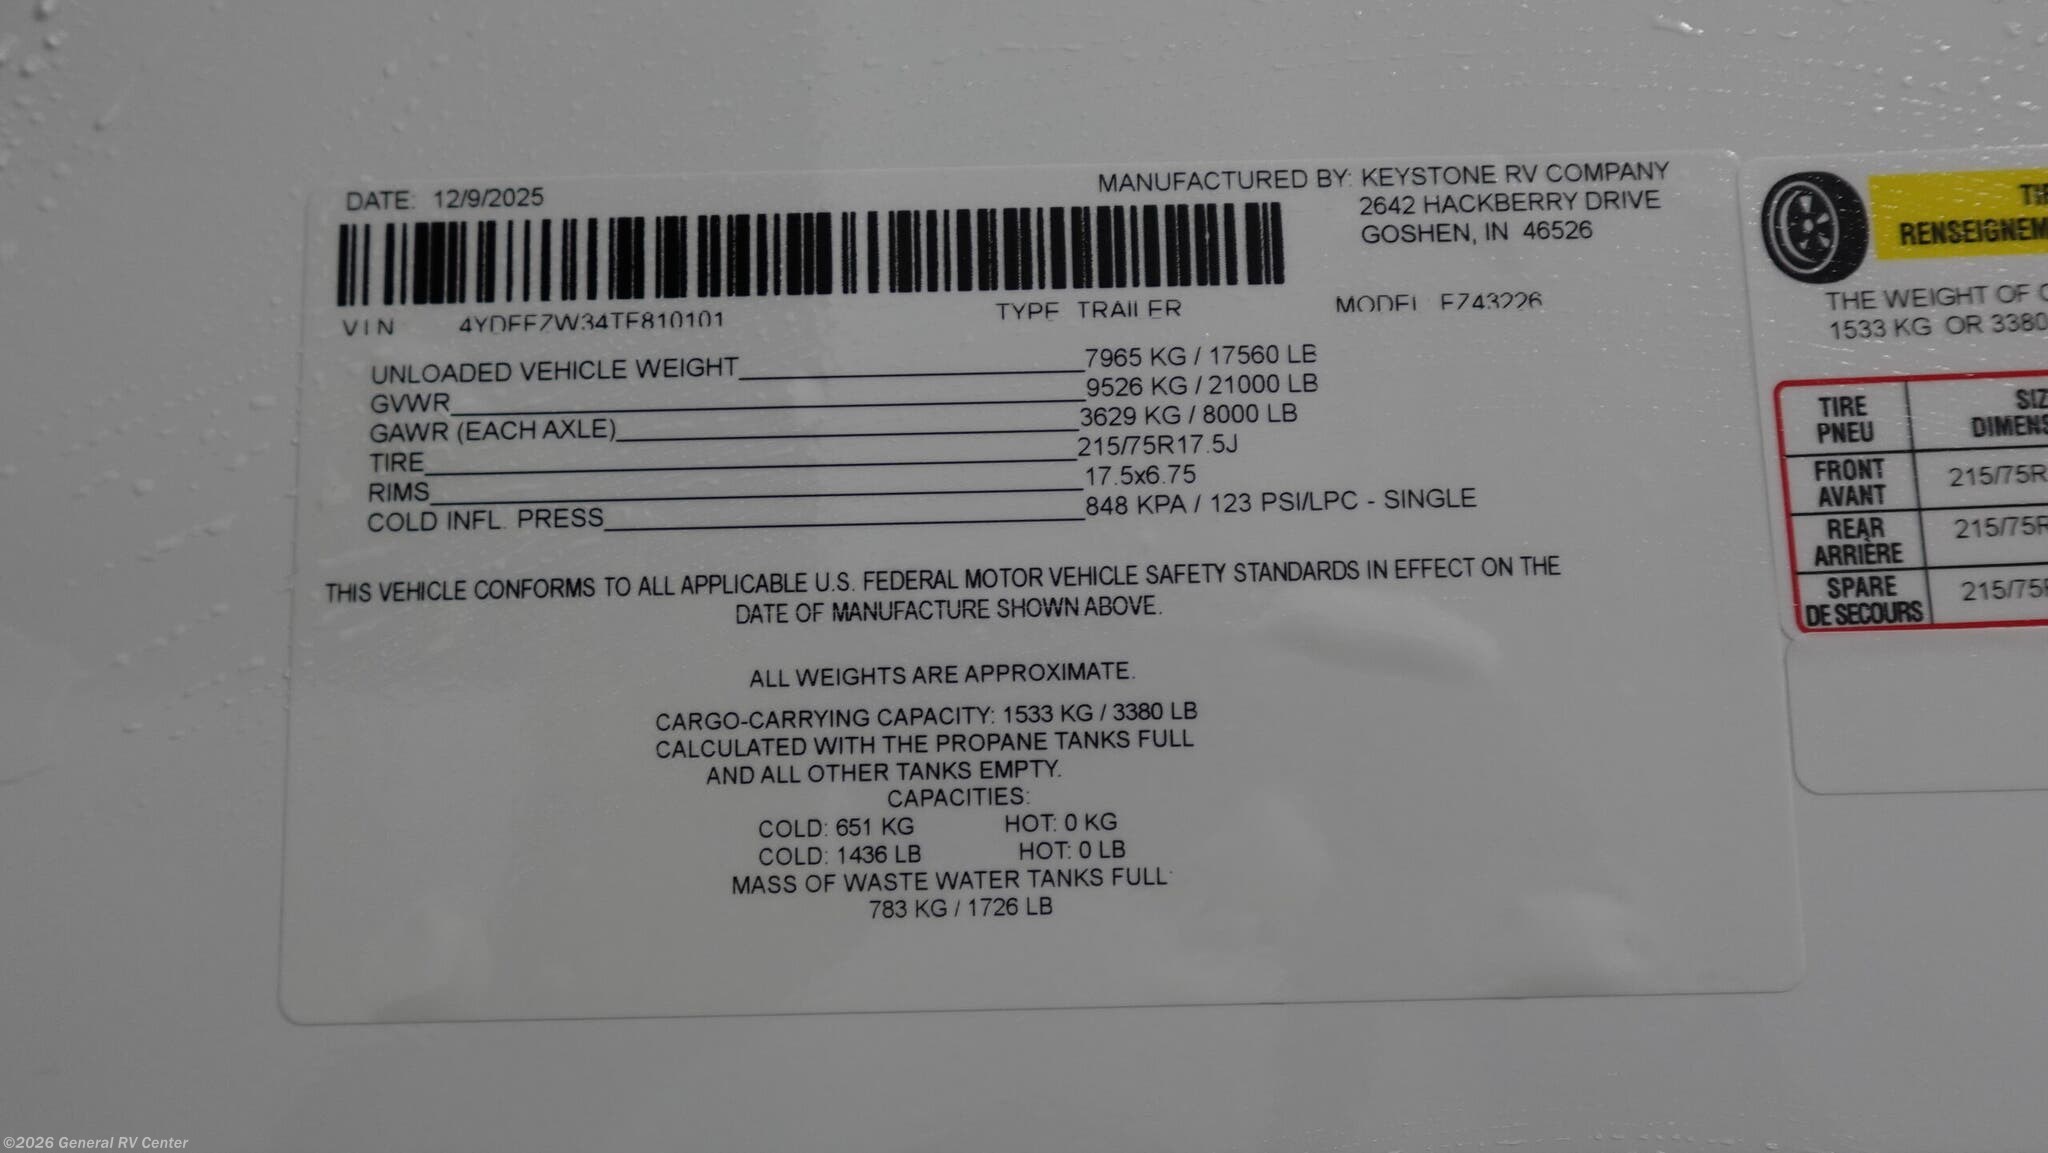 DATE: 12/9/2025
MANUFACTURED BY: KEYSTONE RV COMPANY
2642 HACKBERRY DRIVE
GOSHEN, IN 46526
VIN
TYPE TRAILER
MODEL
UNLOADED VEHICLE WEIGHT 7965 KG / 17560 LB
GVWR 9526 KG / 21000 LB
GAWR (EACH AXLE) 3629 KG / 8000 LB
TIRE 215/75R17.5J
RIMS 17.5x6.75
COLD INFL. PRESS 848 KPA / 123 PSI/LPC - SINGLE
THIS VEHICLE CONFORMS TO ALL APPLICABLE U.S. FEDERAL MOTOR VEHICLE SAFETY STANDARDS IN EFFECT ON THE
DATE OF MANUFACTURE SHOWN ABOVE.
ALL WEIGHTS ARE APPROXIMATE.
CARGO-CARRYING CAPACITY: 1533 KG / 3380 LB
CALCULATED WITH THE PROPANE TANKS FULL
AND ALL OTHER TANKS EMPTY.
CAPACITIES:
COLD: 651 KG HOT: 0 KG
COLD: 1436 LB HOT: 0 LB
MASS OF WASTE WATER TANKS FULL
783 KG / 1726 LB
THE WEIGHT OF
1533 KG OR 3380
TIRE
PNEU
FRONT
AVANT
215/75R
REAR
ARRIÈRE
215/75R
SPARE
DE SECOURS
215/75
©2026 General RV Center